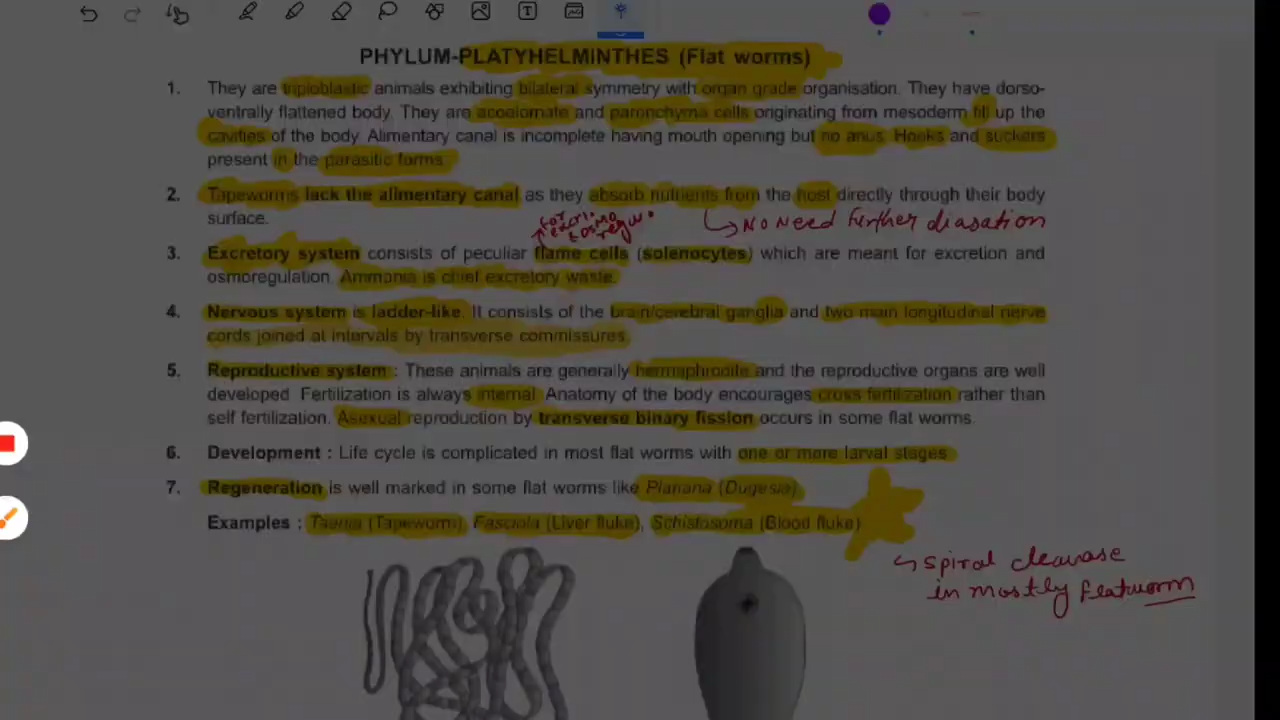 PHYLUM-PLATYHELMINTHES (Flat worms)
1. They are triploblastic animals exhibiting bilateral symmetry with organ grade organisation. They have dorso-
ventrally flattened body. They are acoelomate and parenchyma cells originating from mesoderm fill up the
cavities of the body. Alimentary canal is incomplete having mouth opening but no anus. Hooks and suckers
present in the parasitic forms.
2. Tapeworms lack the alimentary canal as they absorb nutrients from the host directly through their body
surface.
No Need Further
for
3. Excretory system consists of peculiar flame cells (solenocytes) which are meant for excretion and
osmoregulation. Ammonia is chief excretory waste.
4. Nervous system is ladder-like. It consists of the brain/cerebral ganglia and two main longitudinal nerve
cords joined at intervals by transverse commissures.
5. Reproductive system : These animals are generally hermaphrodite and the reproductive organs are well
developed. Fertilization is always internal. Anatomy of the body encourages cross fertilization rather than
self fertilization. Asexual reproduction by transverse binary fission occurs in some flat worms.
6. Development : Life cycle is complicated in most flat worms with one or more larval stages.
7. Regeneration is well marked in some flat worms like Planaria (Dugesia).
Examples : Taenia (Tapeworm), Fasciola (Liver fluke), Schistosoma (Blood fluke)
spiral cleavase
in mostly flatworm